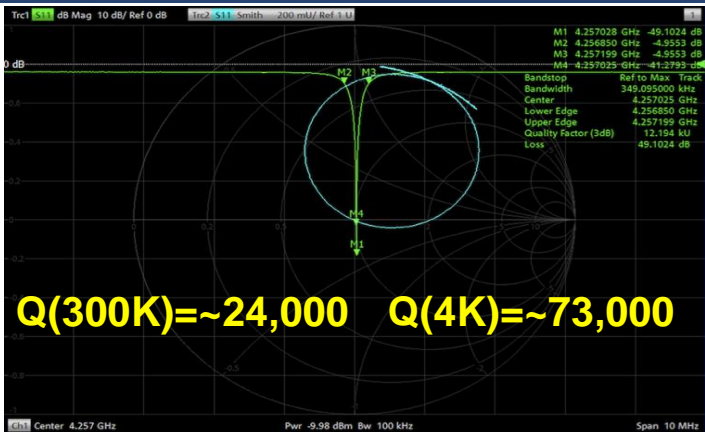 Trc1 S11 dB Mag 10 dB/ Ref 0 dB Trc2 S11 Smith 200 mU/ Ref 1 U 1
M1 4.257028 GHz -49.1024 dB
M2 4.256850 GHz -4.9553 dB
M3 4.257199 GHz -4.9553 dB
M4 4.257025 GHz -41.2793 dB
0 dB
M2 M3
Bandstop Ref to Max Track
Bandwidth 349.095000 kHz
Center 4.257025 GHz
Lower Edge 4.256850 GHz
Upper Edge 4.257199 GHz
Quality Factor (3dB) 12.194 kU
Loss 49.1024 dB
M4
M1
Q(300K)=~24,000 Q(4K)=~73,000
Ch1 Center 4.257 GHz Pwr -9.98 dBm Bw 100 kHz Span 10 MHz